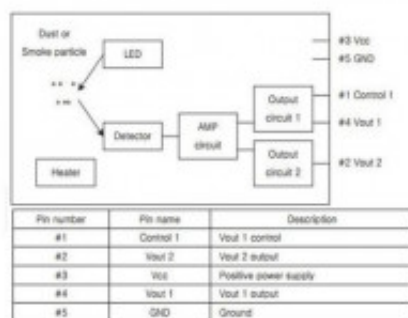 Dust or
Smoke particle
LED
#3 Vcc
#5 GND
Output
circuit 1
#1 Control 1
#4 Vout 1
AMP
circuit
Detector
Output
circuit 2
#2 Vout 2
Heater
Pin number Pin name Description
#1 Control 1 Vout 1 control
#2 Vout 2 Vout 2 output
#3 Vcc Positive power supply
#4 Vout 1 Vout 1 output
#5 GND Ground